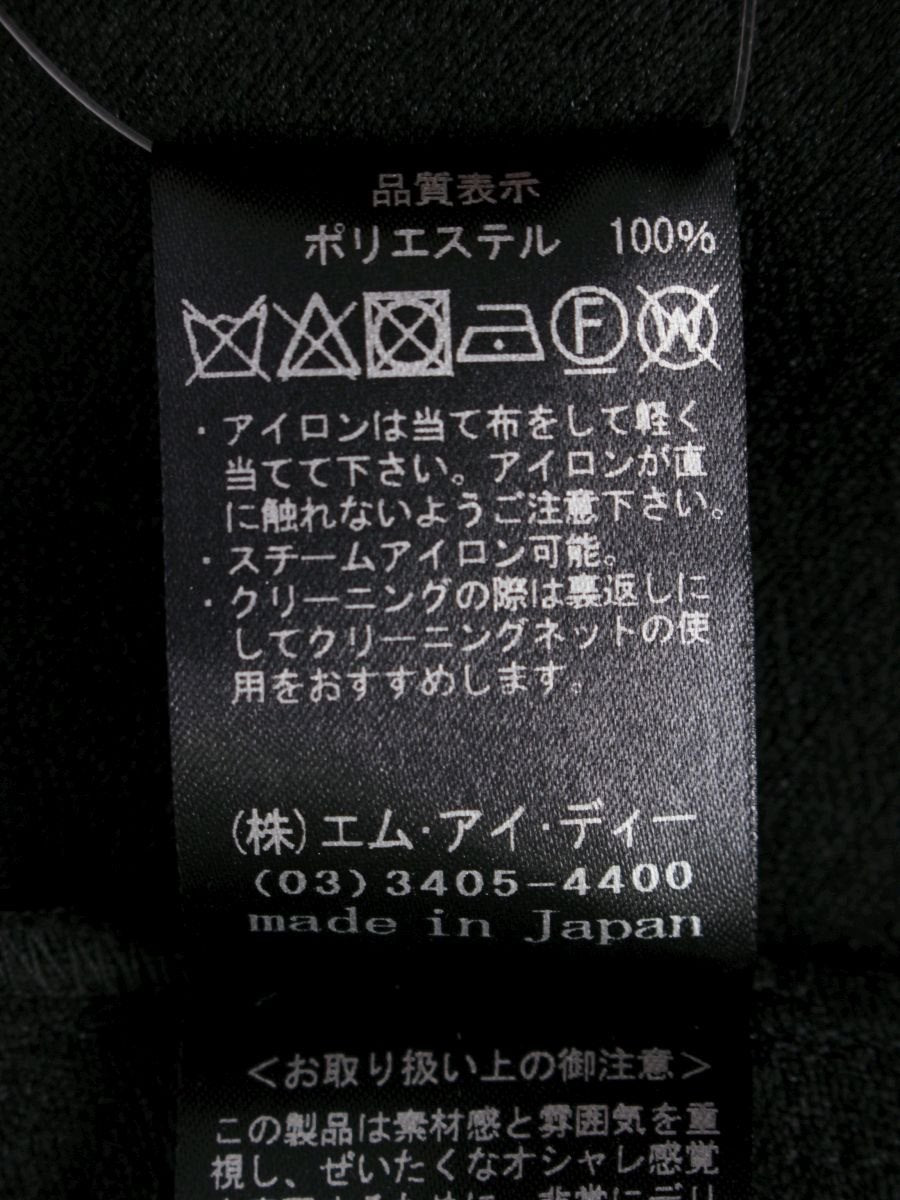 品質表示
ポリエステル 100%
F W
・アイロンは当て布をして軽く
当てて下さい。アイロンが直
に触れないようご注意下さい。
・スチームアイロン可能。
・クリーニングの際は裏返しに
してクリーニングネットの使
用をおすすめします。
(株)エム・アイ・ディー
(03)3405-4400
made in Japan
<お取り扱い上の御注意>
この製品は素材感と雰囲気を重
視し、ぜいたくなオシャレ感覚